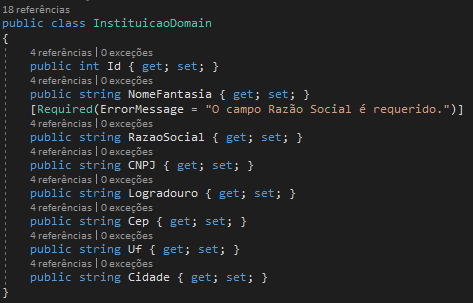 18 referências
public class InstituicaoDomain
{
4 referências | 0 exceções
public int Id { get; set; }
4 referências | 0 exceções
public string NomeFantasia { get; set; }
[Required(ErrorMessage = "O campo Razão Social é requerido.")]
4 referências | 0 exceções
public string RazaoSocial { get; set; }
4 referências | 0 exceções
public string CNPJ { get; set; }
4 referências | 0 exceções
public string Logradouro { get; set; }
4 referências | 0 exceções
public string Cep { get; set; }
4 referências | 0 exceções
public string Uf { get; set; }
4 referências | 0 exceções
public string Cidade { get; set; }
}